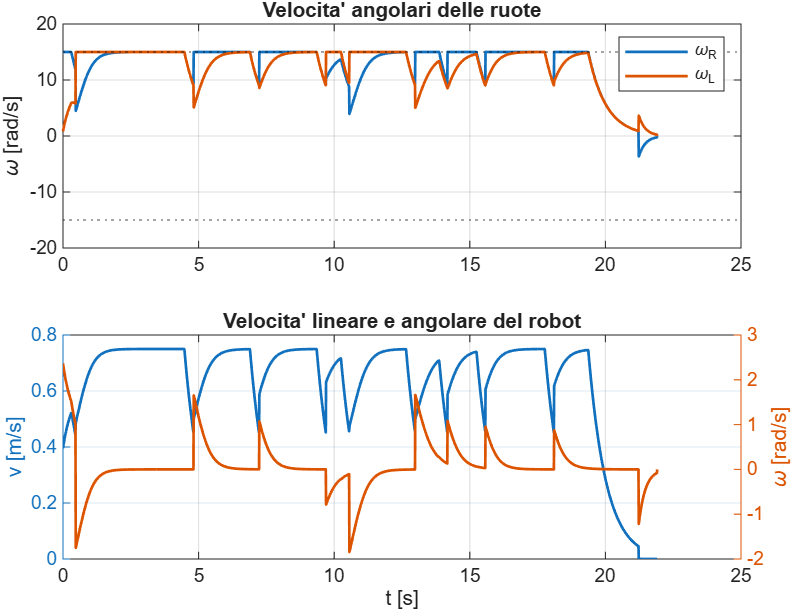 Velocita' angolari delle ruote
20
10
0
-10
-20
ω [rad/s]
ω_R
ω_L
0 5 10 15 20 25
Velocita' lineare e angolare del robot
0.8
0.6
0.4
0.2
0
v [m/s]
3
2
1
0
-1
-2
ω [rad/s]
0 5 10 15 20 25
t [s]